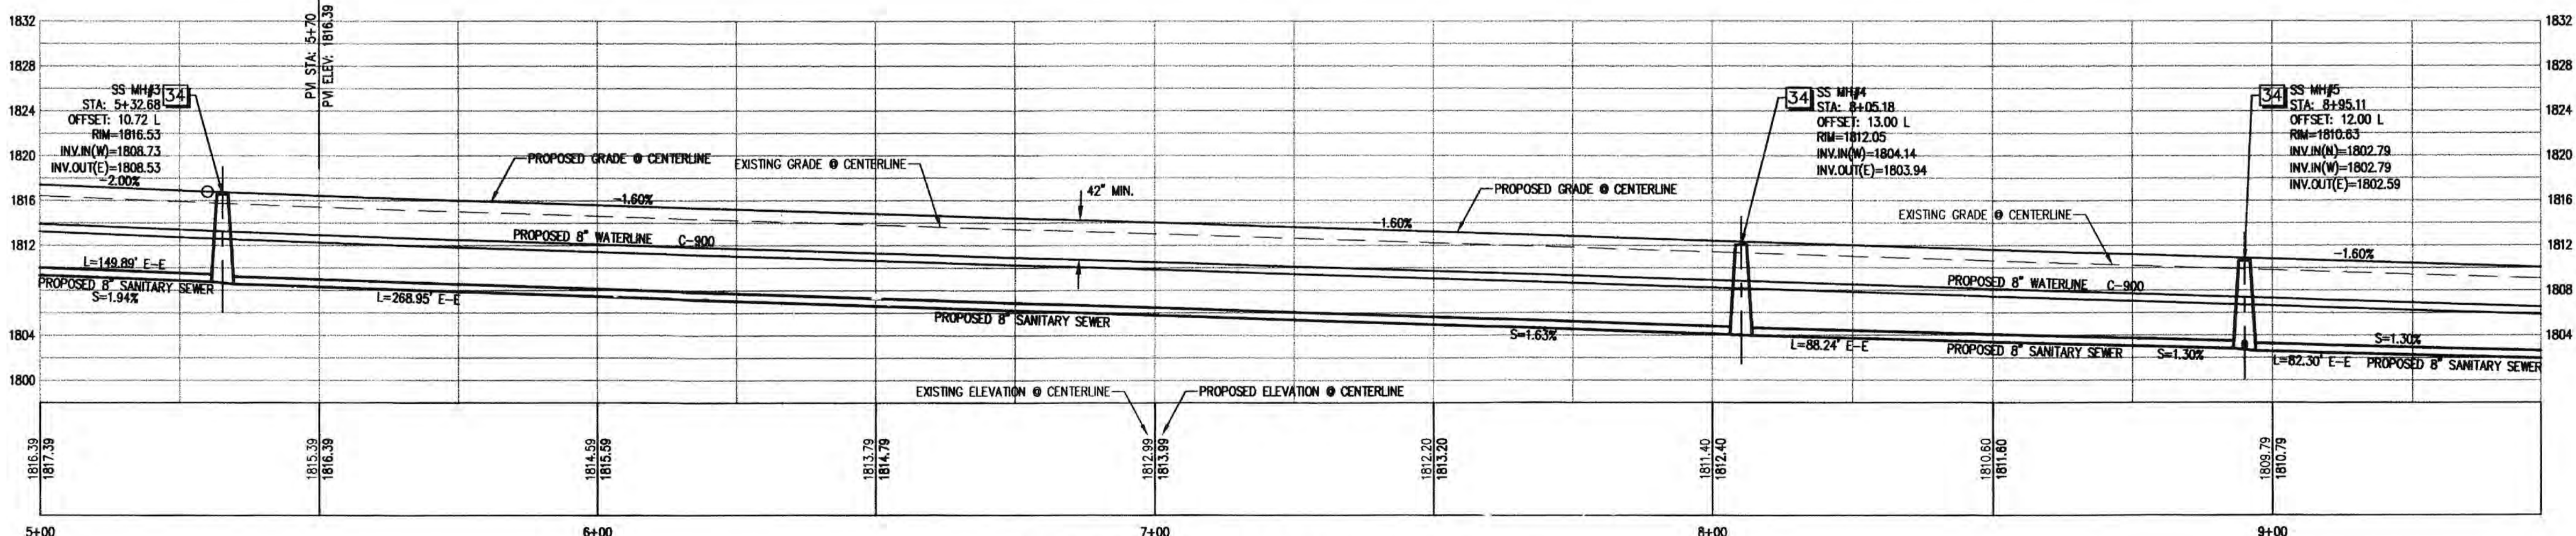 1832
1828
1824
1820
1816
1812
1808
1804
1800
PVI STA: 5+70
PVI ELEV: 1816.39
SS MH#3
34
STA: 5+32.68
OFFSET: 10.72 L
RIM=1816.53
INV.IN(W)=1808.73
INV.OUT(E)=1808.53
-2.00%
PROPOSED GRADE @ CENTERLINE
EXISTING GRADE @ CENTERLINE
-1.60%
42" MIN.
-1.60%
PROPOSED GRADE @ CENTERLINE
34
SS MH#4
STA: 8+05.18
OFFSET: 13.00 L
RIM=1812.05
INV.IN(W)=1804.14
INV.OUT(E)=1803.94
EXISTING GRADE @ CENTERLINE
34
SS MH#5
STA: 8+95.11
OFFSET: 12.00 L
RIM=1810.63
INV.IN(N)=1802.79
INV.IN(W)=1802.79
INV.OUT(E)=1802.59
-1.60%
PROPOSED 8" WATERLINE C-900
L=149.89' E-E
PROPOSED 8" SANITARY SEWER
S=1.94%
L=268.95' E-E
PROPOSED 8" SANITARY SEWER
S=1.63%
PROPOSED 8" WATERLINE C-900
L=88.24' E-E
PROPOSED 8" SANITARY SEWER
S=1.30%
S=1.30%
L=82.30' E-E PROPOSED 8" SANITARY SEWER
1832
1828
1824
1820
1816
1812
1808
1804
EXISTING ELEVATION @ CENTERLINE
PROPOSED ELEVATION @ CENTERLINE
1816.39
1817.39
1815.39
1816.39
1814.59
1815.59
1813.79
1814.79
1812.99
1813.99
1812.20
1813.20
1811.40
1812.40
1810.60
1811.60
1809.79
1810.79
5+00
6+00
7+00
8+00
9+00